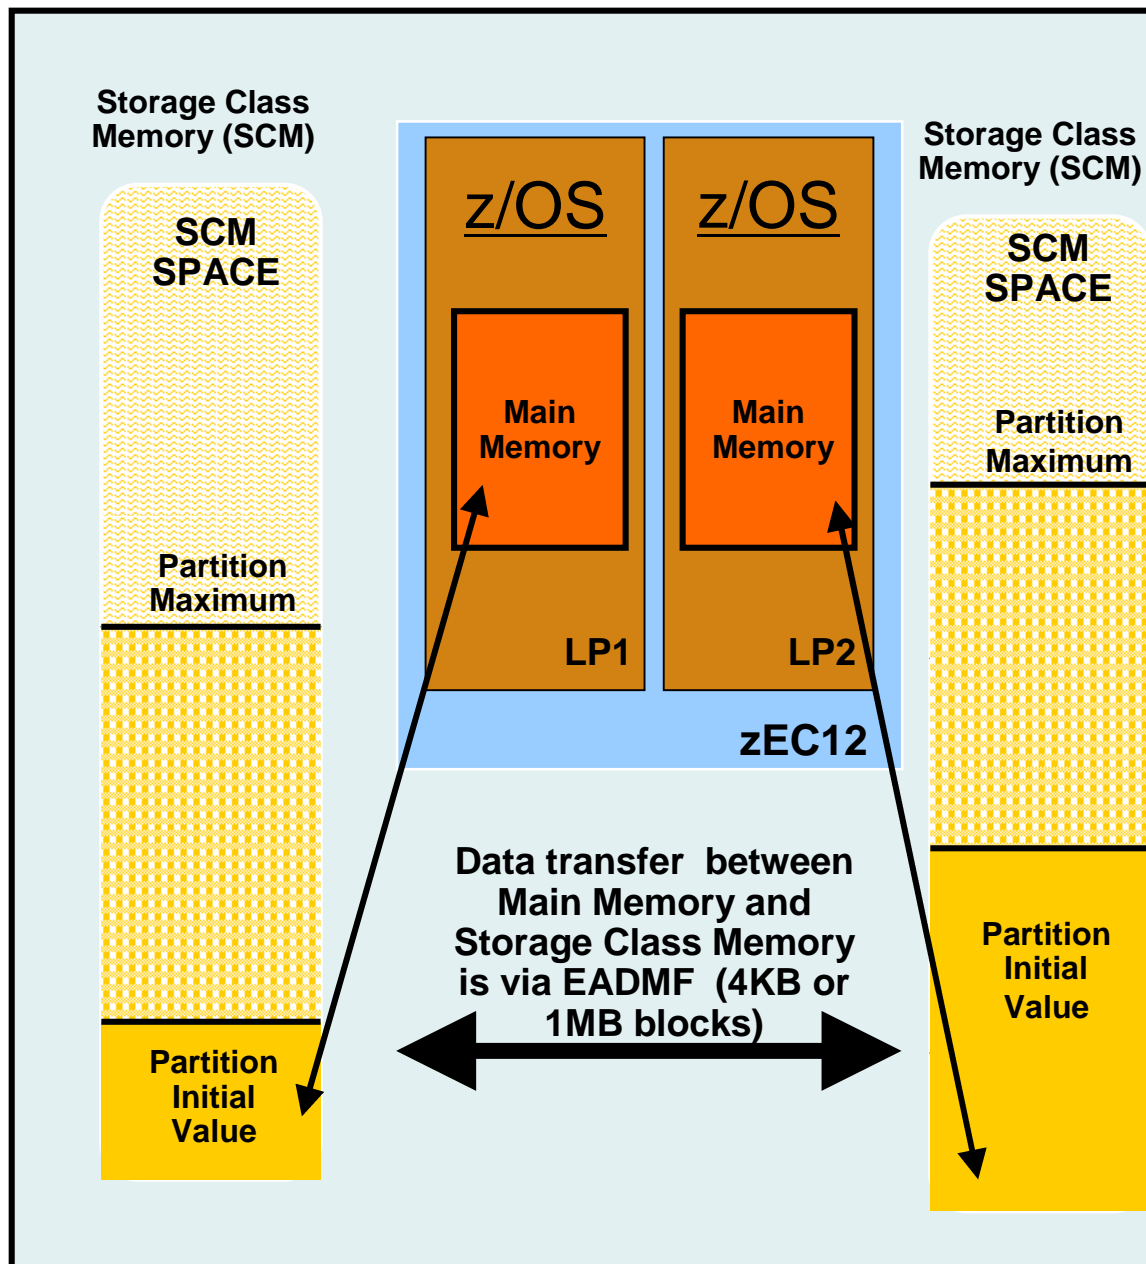 Storage Class
Memory (SCM)
SCM
SPACE
Partition
Maximum
Partition
Initial
Value
z/OS
Main
Memory
LP1
z/OS
Main
Memory
LP2
zEC12
Data transfer between
Main Memory and
Storage Class Memory
is via EADMF (4KB or
1MB blocks)
Storage Class
Memory (SCM)
SCM
SPACE
Partition
Maximum
Partition
Initial
Value